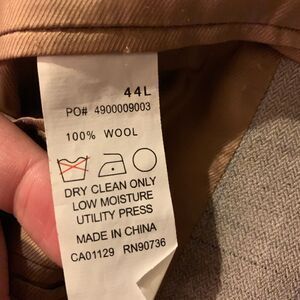 44L
PO# 4900009003
100% WOOL
DRY CLEAN ONLY
LOW MOISTURE
UTILITY PRESS
MADE IN CHINA
CA01129 RN90736